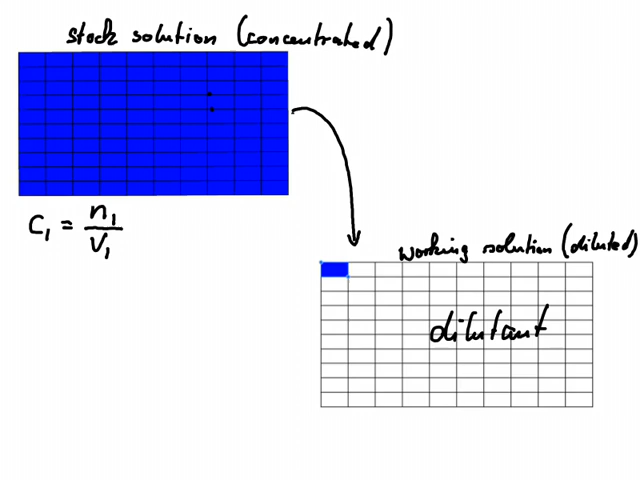 stock solution (concentrated)
C₁ = n₁/V₁
working solution (diluted)
dilutant